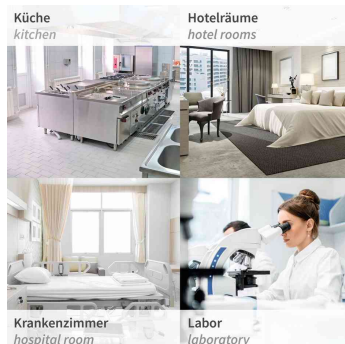 Küche
kitchen
Hotelräume
hotel rooms
Krankenzimmer
hospital room
Labor
laboratory